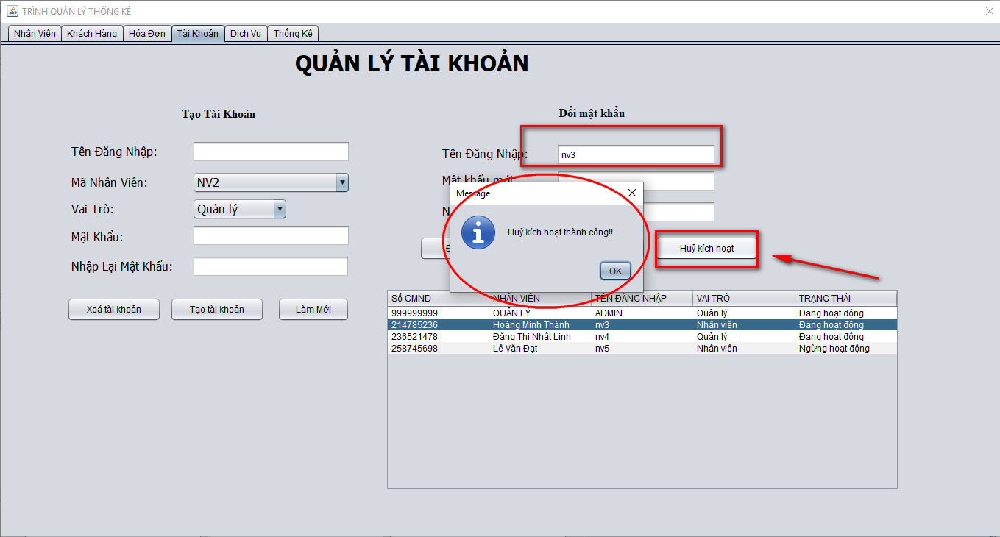 TRÌNH QUẢN LÝ THỐNG KÊ
Nhân Viên Khách Hàng Hóa Đơn Tài Khoản Dịch Vụ Thống Kê
QUẢN LÝ TÀI KHOẢN
Tạo Tài Khoản
Tên Đăng Nhập:
Mã Nhân Viên: NV2
Vai Trò: Quản lý
Mật Khẩu:
Nhập Lại Mật Khẩu:
Xoá tài khoản Tạo tài khoản Làm Mới
Đổi mật khẩu
Tên Đăng Nhập: nv3
Mật khẩu mới:
Message
Huỷ kích hoạt thành công!!
OK
Huỷ kích hoạt
Số CMND NHÂN VIÊN TÊN ĐĂNG NHẬP VAI TRÒ TRẠNG THÁI
999999999 QUẢN LÝ ADMIN Quản lý Đang hoạt động
214785236 Hoàng Minh Thành nv3 Nhân viên Đang hoạt động
236521478 Đặng Thị Nhật Linh nv4 Quản lý Đang hoạt động
258745698 Lê Văn Đạt nv5 Nhân viên Ngừng hoạt động